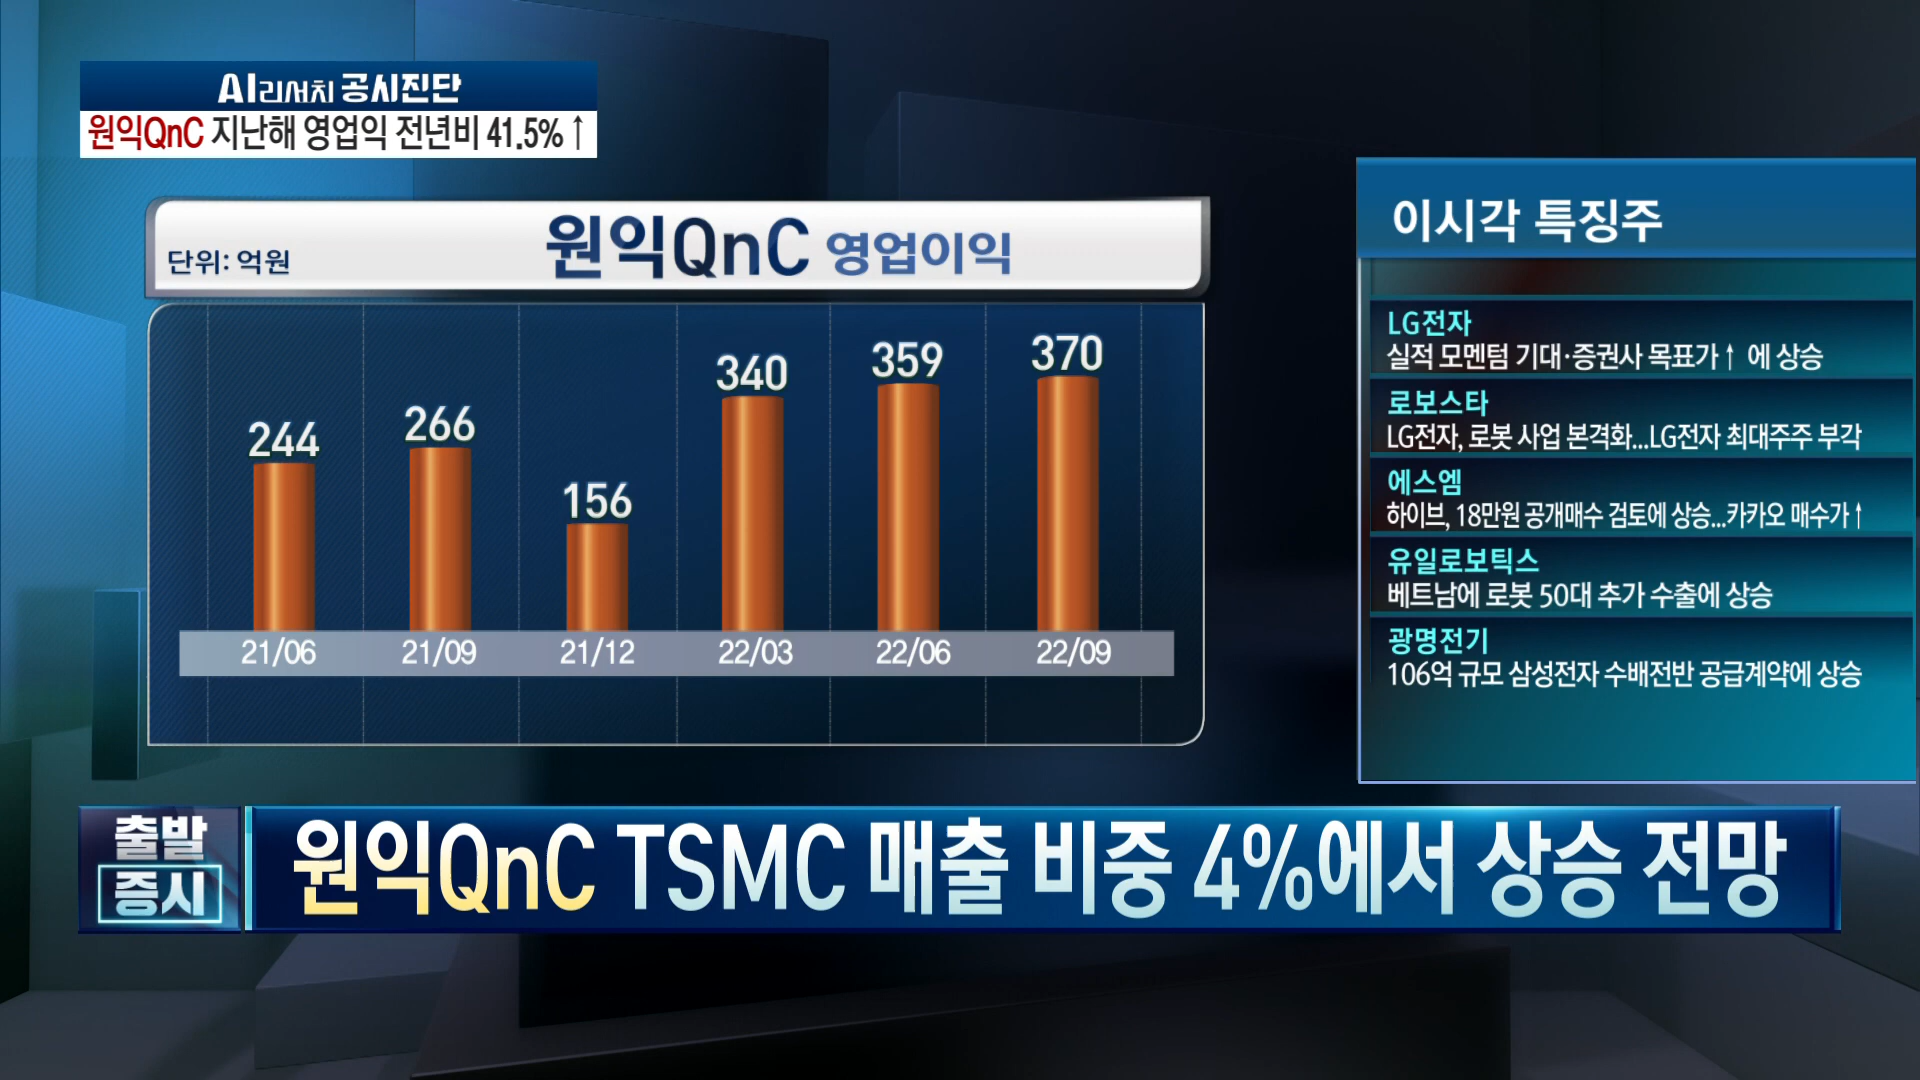 AI리서치 공시진단
원익QnC 지난해 영업익 전년비 41.5%↑
단위: 억원
원익QnC 영업이익
244
266
156
340
359
370
21/06
21/09
21/12
22/03
22/06
22/09
이시각 특징주
LG전자
실적 모멘텀 기대·증권사 목표가↑ 에 상승
로보스타
LG전자, 로봇 사업 본격화...LG전자 최대주주 부각
에스엠
하이브, 18만원 공개매수 검토에 상승...카카오 매수가↑
유일로보틱스
베트남에 로봇 50대 추가 수출에 상승
광명전기
106억 규모 삼성전자 수배전반 공급계약에 상승
출발
증시
원익QnC TSMC 매출 비중 4%에서 상승 전망